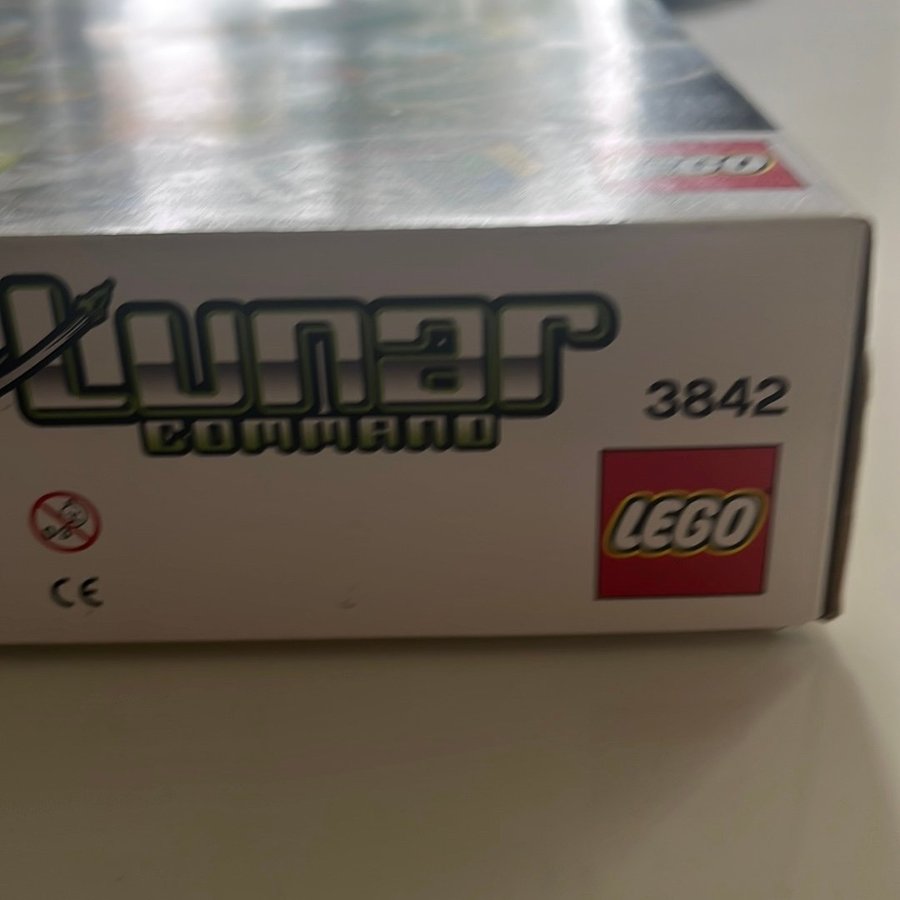 LEGO
Lunar
COMMAND
3842
LEGO
CE